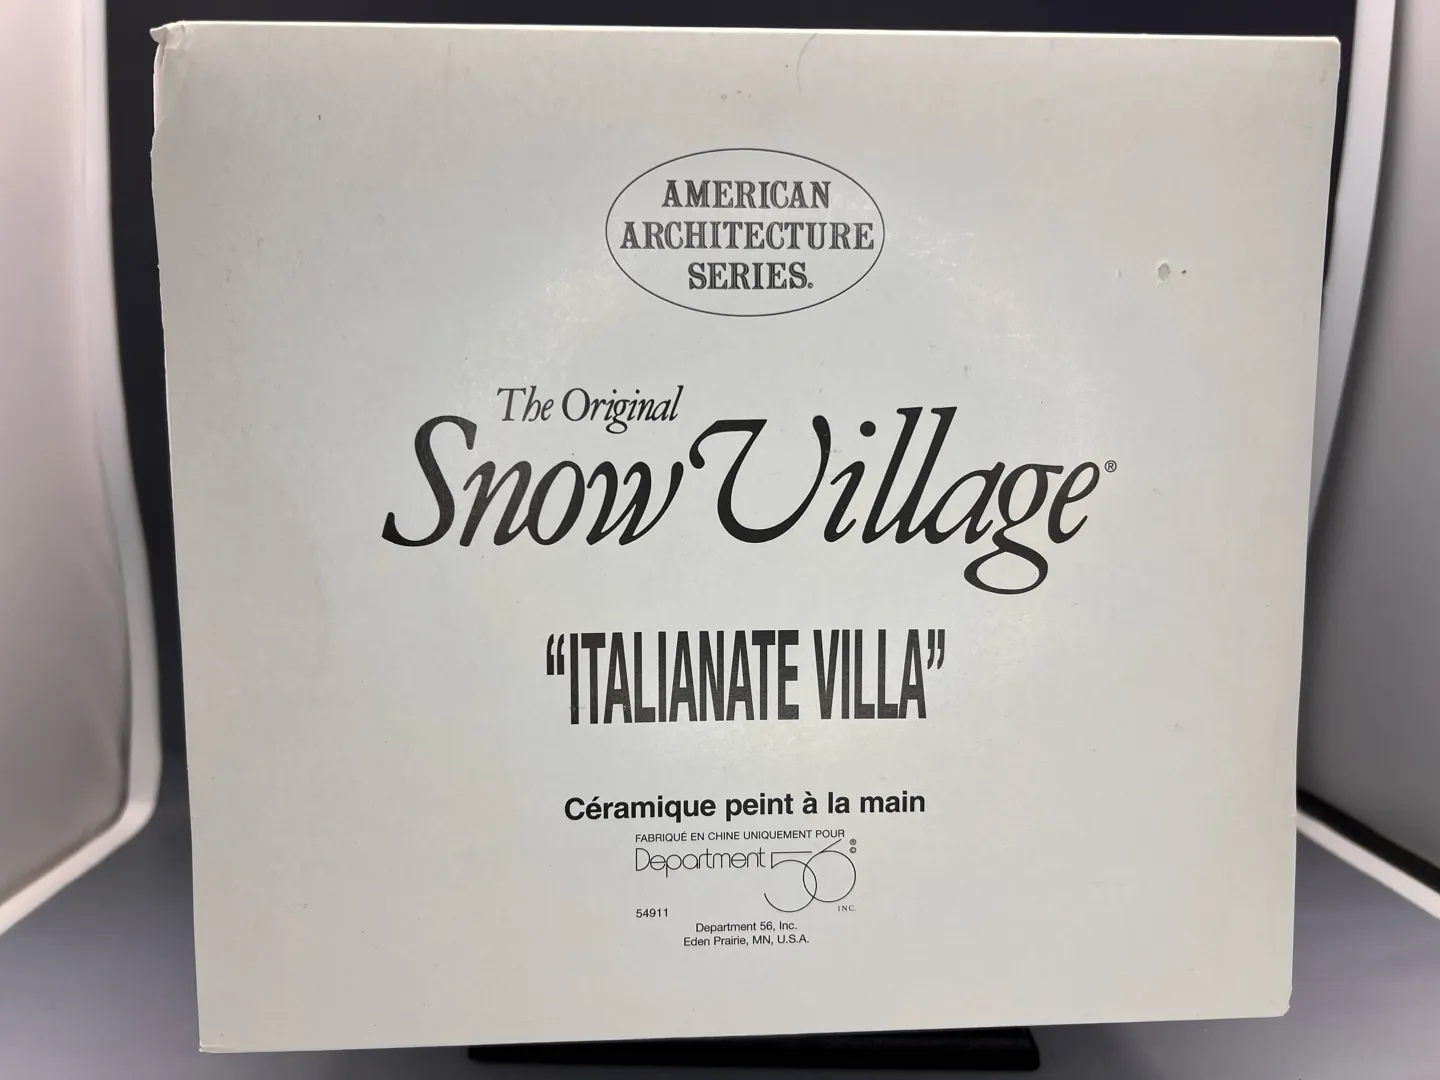 AMERICAN
ARCHITECTURE
SERIES®
The Original
Snow Village®
“ITALIANATE VILLA”
Céramique peint à la main
FABRIQUÉ EN CHINE UNIQUEMENT POUR
Department 56 ® ©
INC.
54911
Department 56, Inc.
Eden Prairie, MN, U.S.A.